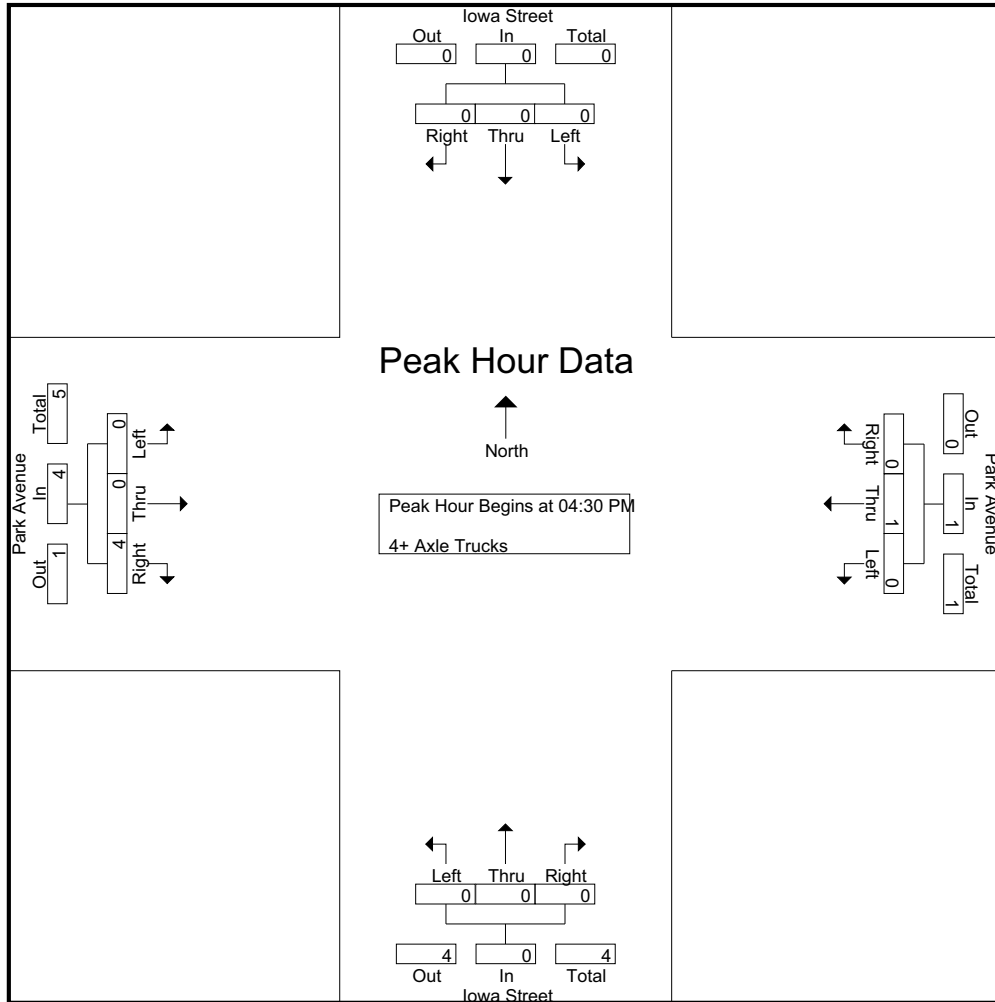 Iowa Street
Out In Total
0 0 0
0 0 0
Right Thru Left
Peak Hour Data
North
Peak Hour Begins at 04:30 PM
4+ Axle Trucks
Park Avenue
Out In Total
1 4 5
4 0 0
Right Thru Left
Park Avenue
Out In Total
0 1 1
0 1 0
Right Thru Left
Left Thru Right
0 0 0
4 0 4
Out In Total
Iowa Street